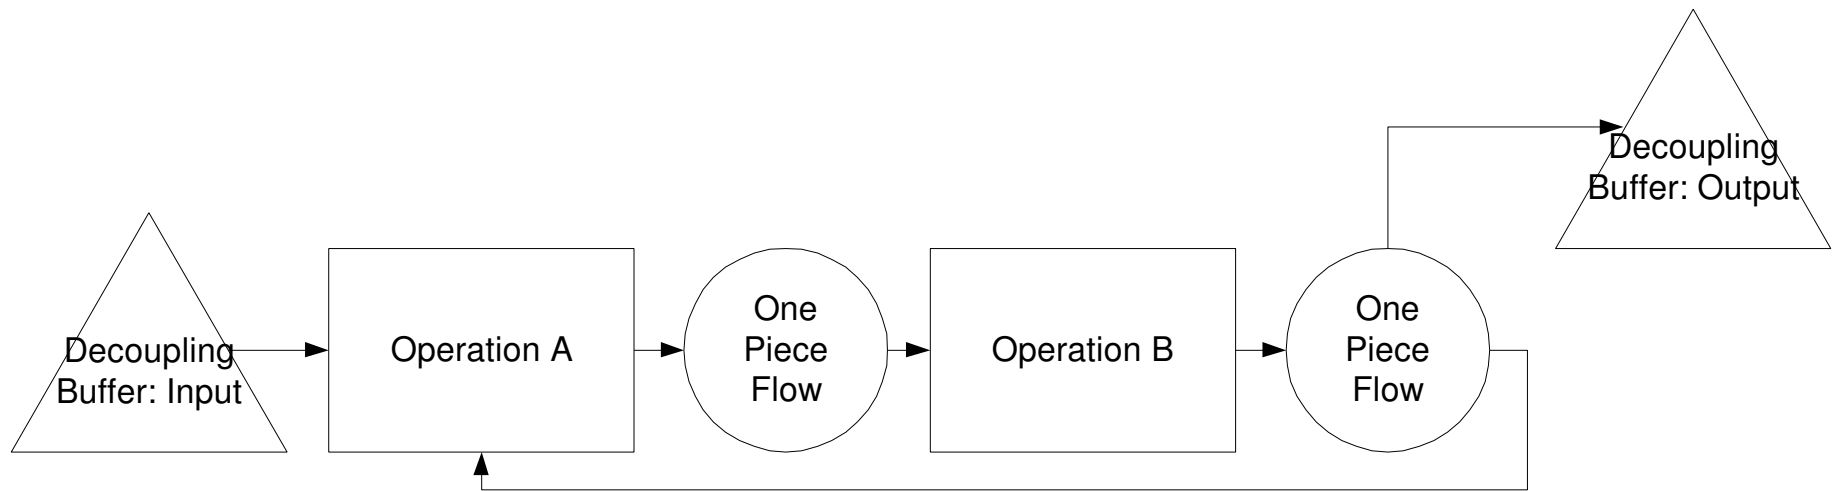 Decoupling
Buffer: Input
Operation A
One
Piece
Flow
Operation B
One
Piece
Flow
Decoupling
Buffer: Output